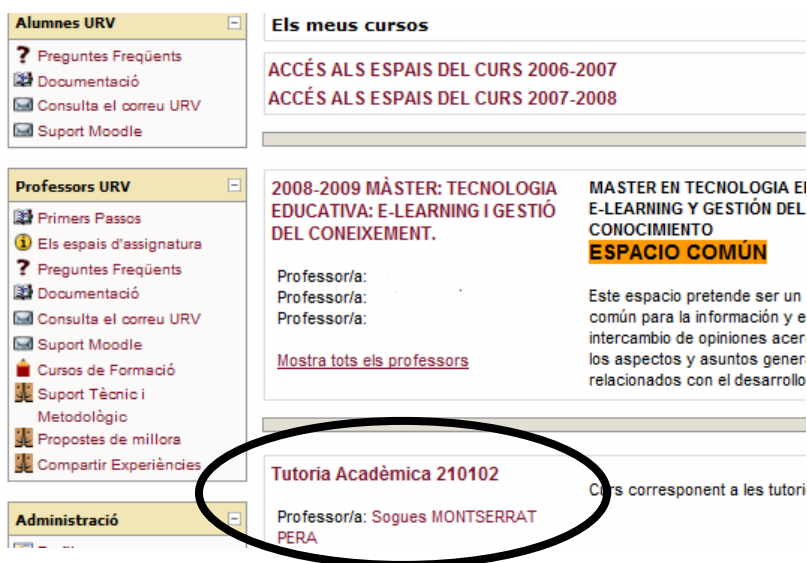 Alumnes URV
Preguntes Freqüents
Documentació
Consulta el correu URV
Suport Moodle
Professors URV
Primers Passos
Els espais d'assignatura
Preguntes Freqüents
Documentació
Consulta el correu URV
Suport Moodle
Cursos de Formació
Suport Tècnic i
Metodològic
Propostes de millora
Compartir Experiències
Administració
Els meus cursos
ACCÉS ALS ESPAIS DEL CURS 2006-2007
ACCÉS ALS ESPAIS DEL CURS 2007-2008
2008-2009 MÀSTER: TECNOLOGIA
EDUCATIVA: E-LEARNING I GESTIÓ
DEL CONEIXEMENT.
Professor/a:
Professor/a:
Professor/a:
Mostra tots els professors
MASTER EN TECNOLOGIA
E-LEARNING Y GESTIÓN DEL
CONOCIMIENTO
ESPACIO COMÚN
Este espacio pretende ser un
común para la información y
intercambio de opiniones
los aspectos y asuntos
relacionados con el desarrollo
Tutoria Acadèmica 210102
Professor/a: Sogues MONTSERRAT
PERA
Curs corresponent a les